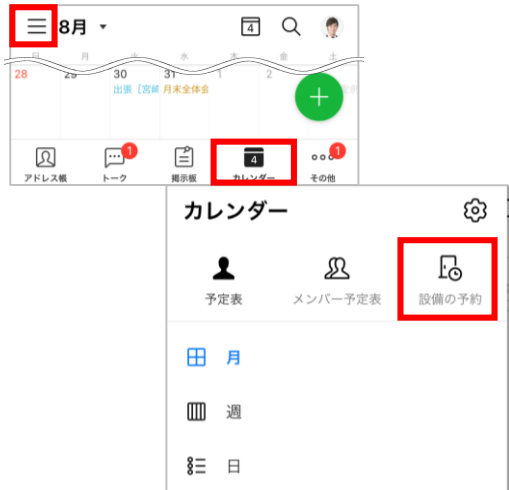 8月
4
日 月 火 水 木 金 土
28 29 30 31 1 2
出張［宮崎 月末全体会
1 1
アドレス帳 トーク 掲示板 4 カレンダー その他
カレンダー
予定表 メンバー予定表 設備の予約
月
週
日